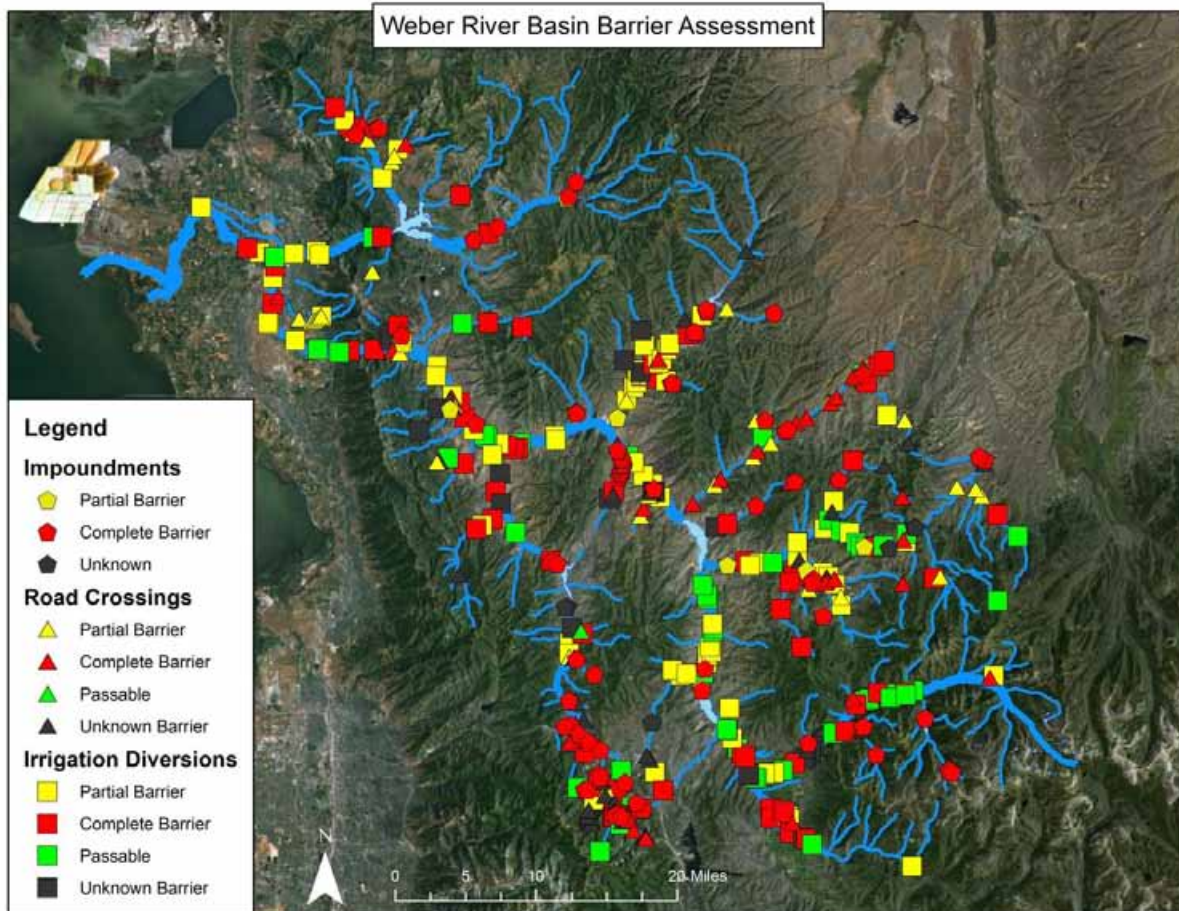 Weber River Basin Barrier Assessment
Legend
Impoundments
Partial Barrier
Complete Barrier
Unknown
Road Crossings
Partial Barrier
Complete Barrier
Passable
Unknown Barrier
Irrigation Diversions
Partial Barrier
Complete Barrier
Passable
Unknown Barrier
N
0 5 10 20 Miles